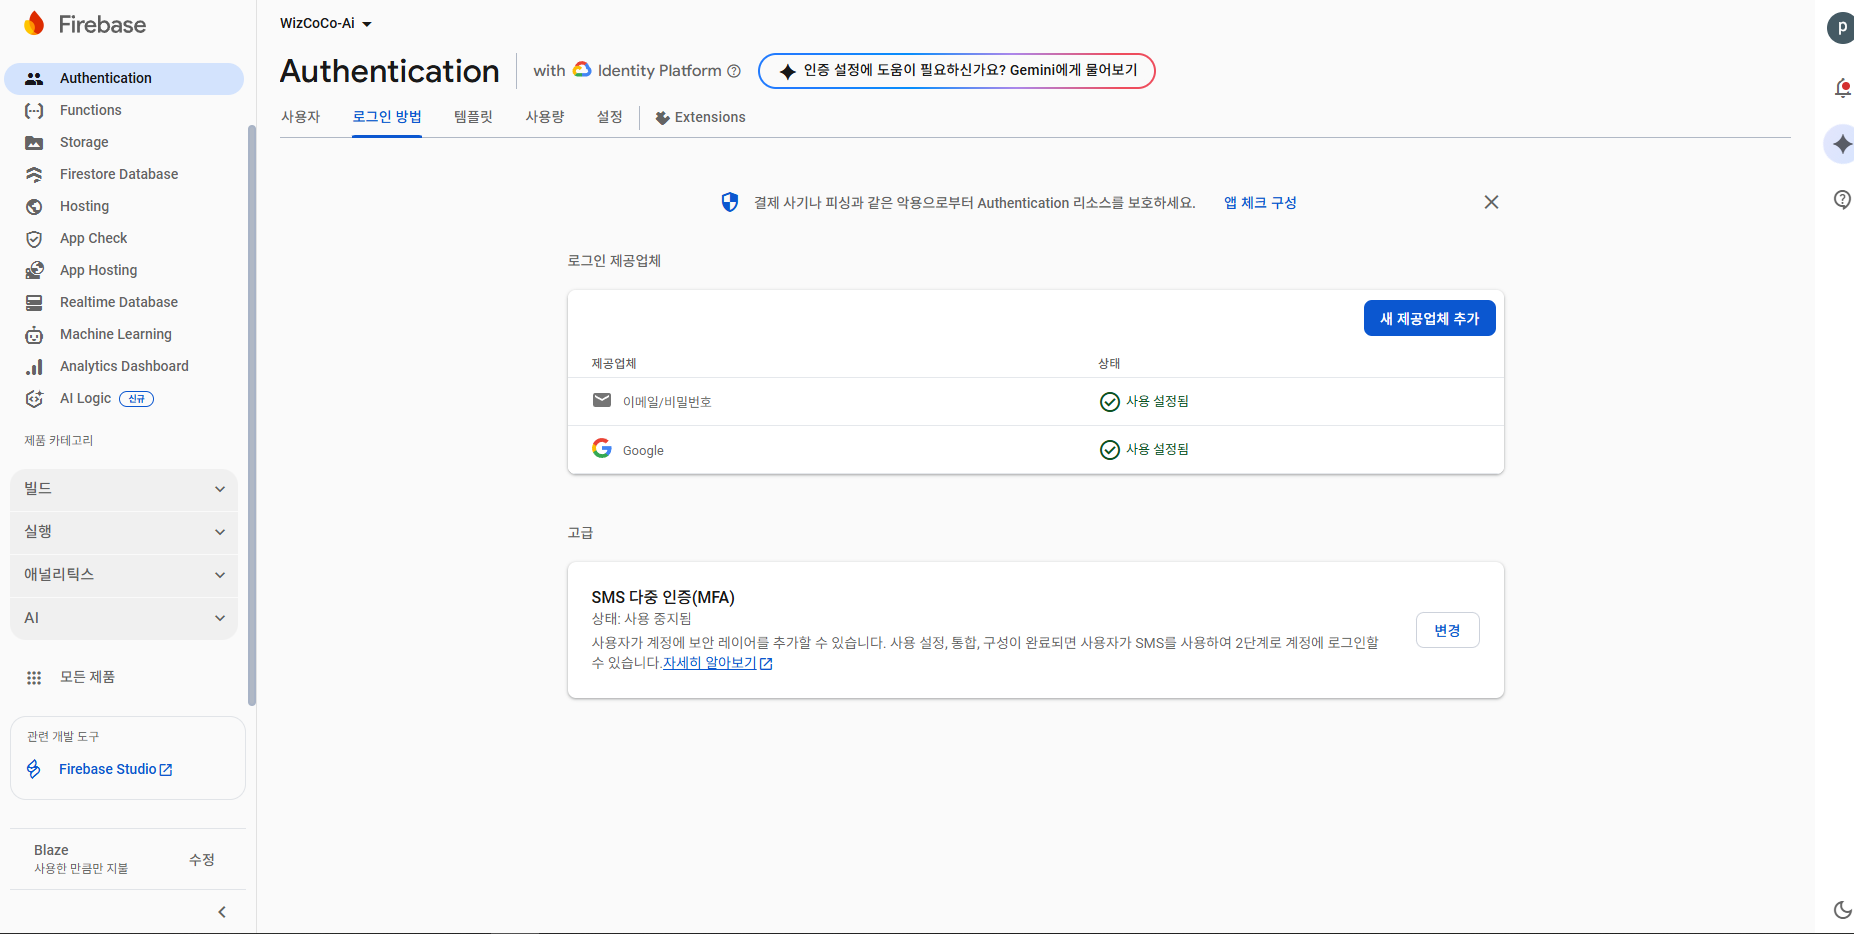 Firebase
Authentication
Functions
Storage
Firestore Database
Hosting
App Check
App Hosting
Realtime Database
Machine Learning
Analytics Dashboard
AI Logic 신규
제품 카테고리
빌드
실행
애널리틱스
AI
모든 제품
관련 개발 도구
Firebase Studio
Blaze
사용한 만큼만 지불
수정
WizCoCo-Ai
Authentication with Identity Platform
인증 설정에 도움이 필요하신가요? Gemini에게 물어보기
사용자 로그인 방법 템플릿 사용량 설정 Extensions
결제 사기나 피싱과 같은 악용으로부터 Authentication 리소스를 보호하세요. 앱 체크 구성
로그인 제공업체
새 제공업체 추가
제공업체 상태
이메일/비밀번호 사용 설정됨
Google 사용 설정됨
고급
SMS 다중 인증(MFA)
상태: 사용 중지됨
사용자가 계정에 보안 레이어를 추가할 수 있습니다. 사용 설정, 통합, 구성이 완료되면 사용자가 SMS를 사용하여 2단계로 계정에 로그인할
수 있습니다.자세히 알아보기
변경
p